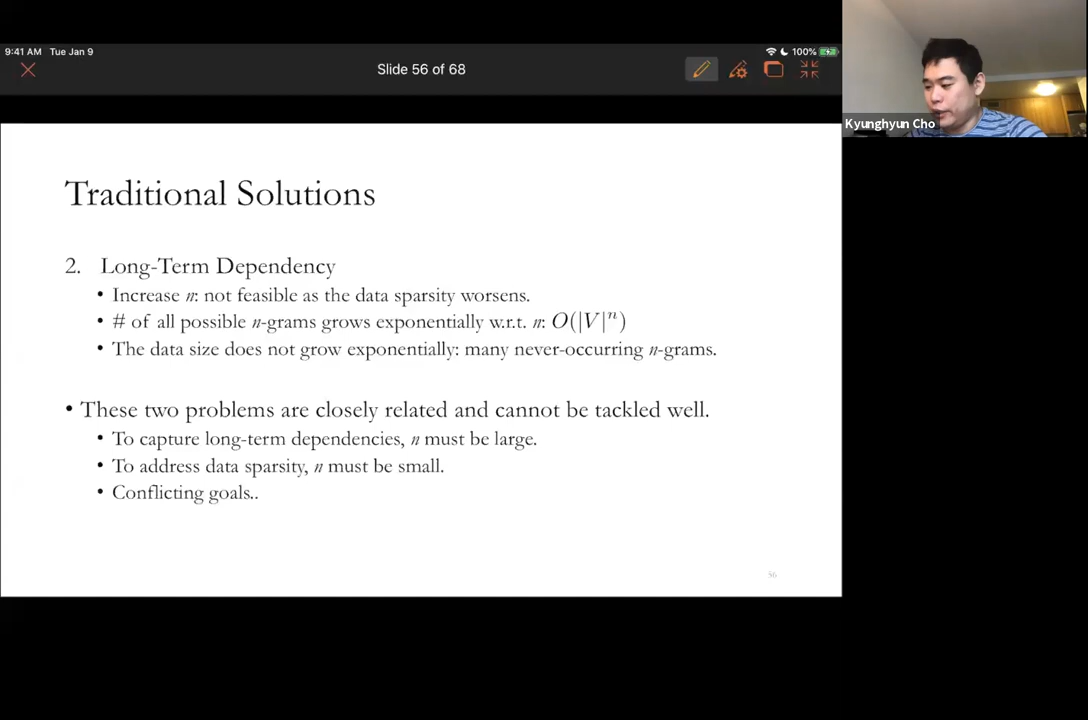 9:41 AM Tue Jan 9
100%
Slide 56 of 68
Kyunghyun Cho
Traditional Solutions
2. Long-Term Dependency
• Increase n: not feasible as the data sparsity worsens.
• # of all possible n-grams grows exponentially w.r.t. n: O(|V|ⁿ)
• The data size does not grow exponentially: many never-occurring n-grams.
• These two problems are closely related and cannot be tackled well.
• To capture long-term dependencies, n must be large.
• To address data sparsity, n must be small.
• Conflicting goals..
56